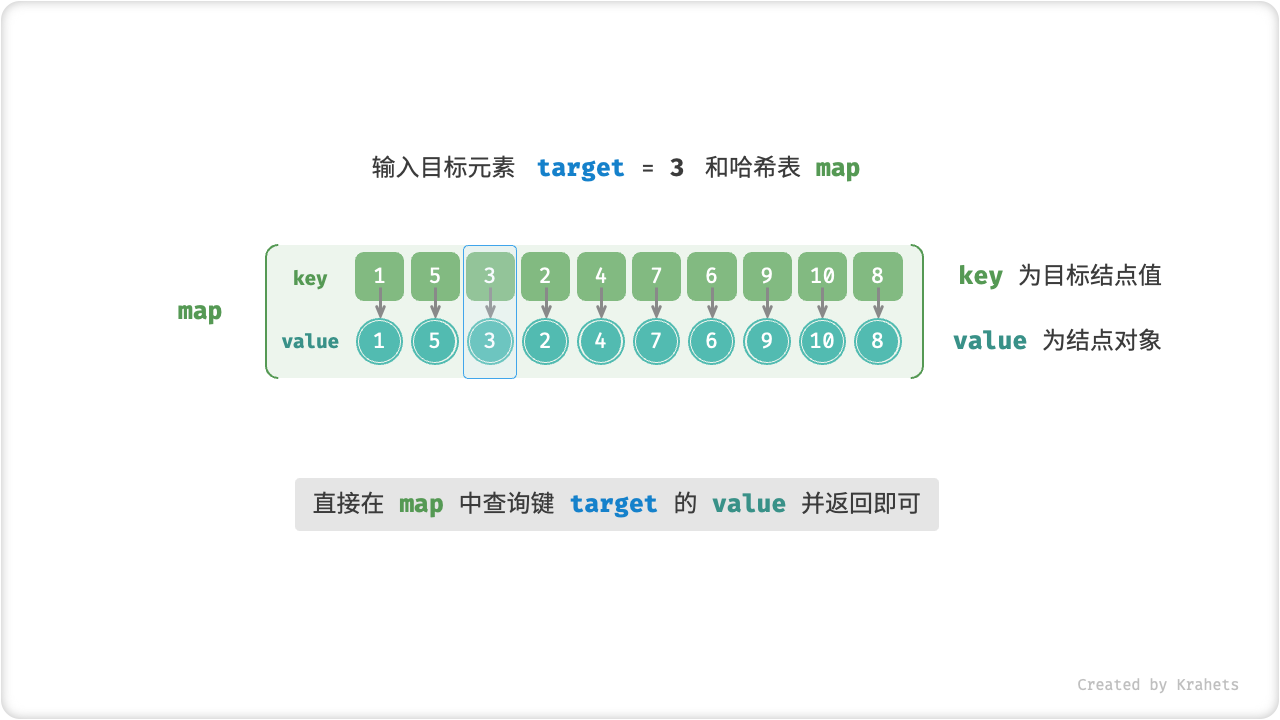 输入目标元素 target = 3 和哈希表 map
key 1 5 3 2 4 7 6 9 10 8 key 为目标结点值
map
value 1 5 3 2 4 7 6 9 10 8 value 为结点对象
直接在 map 中查询键 target 的 value 并返回即可
Created by Krahets